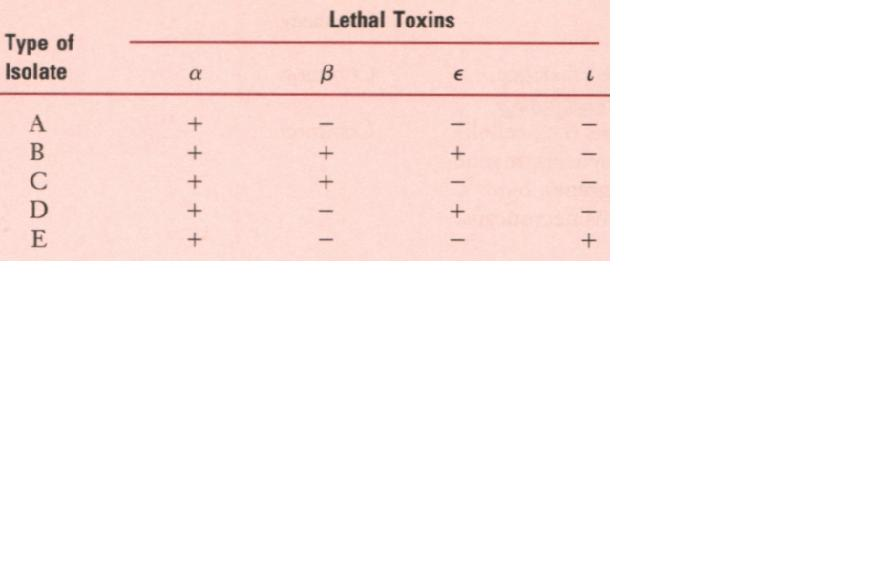 Lethal Toxins
Type of
Isolate α β ϵ ι
A + − − −
B + + + −
C + + − −
D + − + −
E + − − +